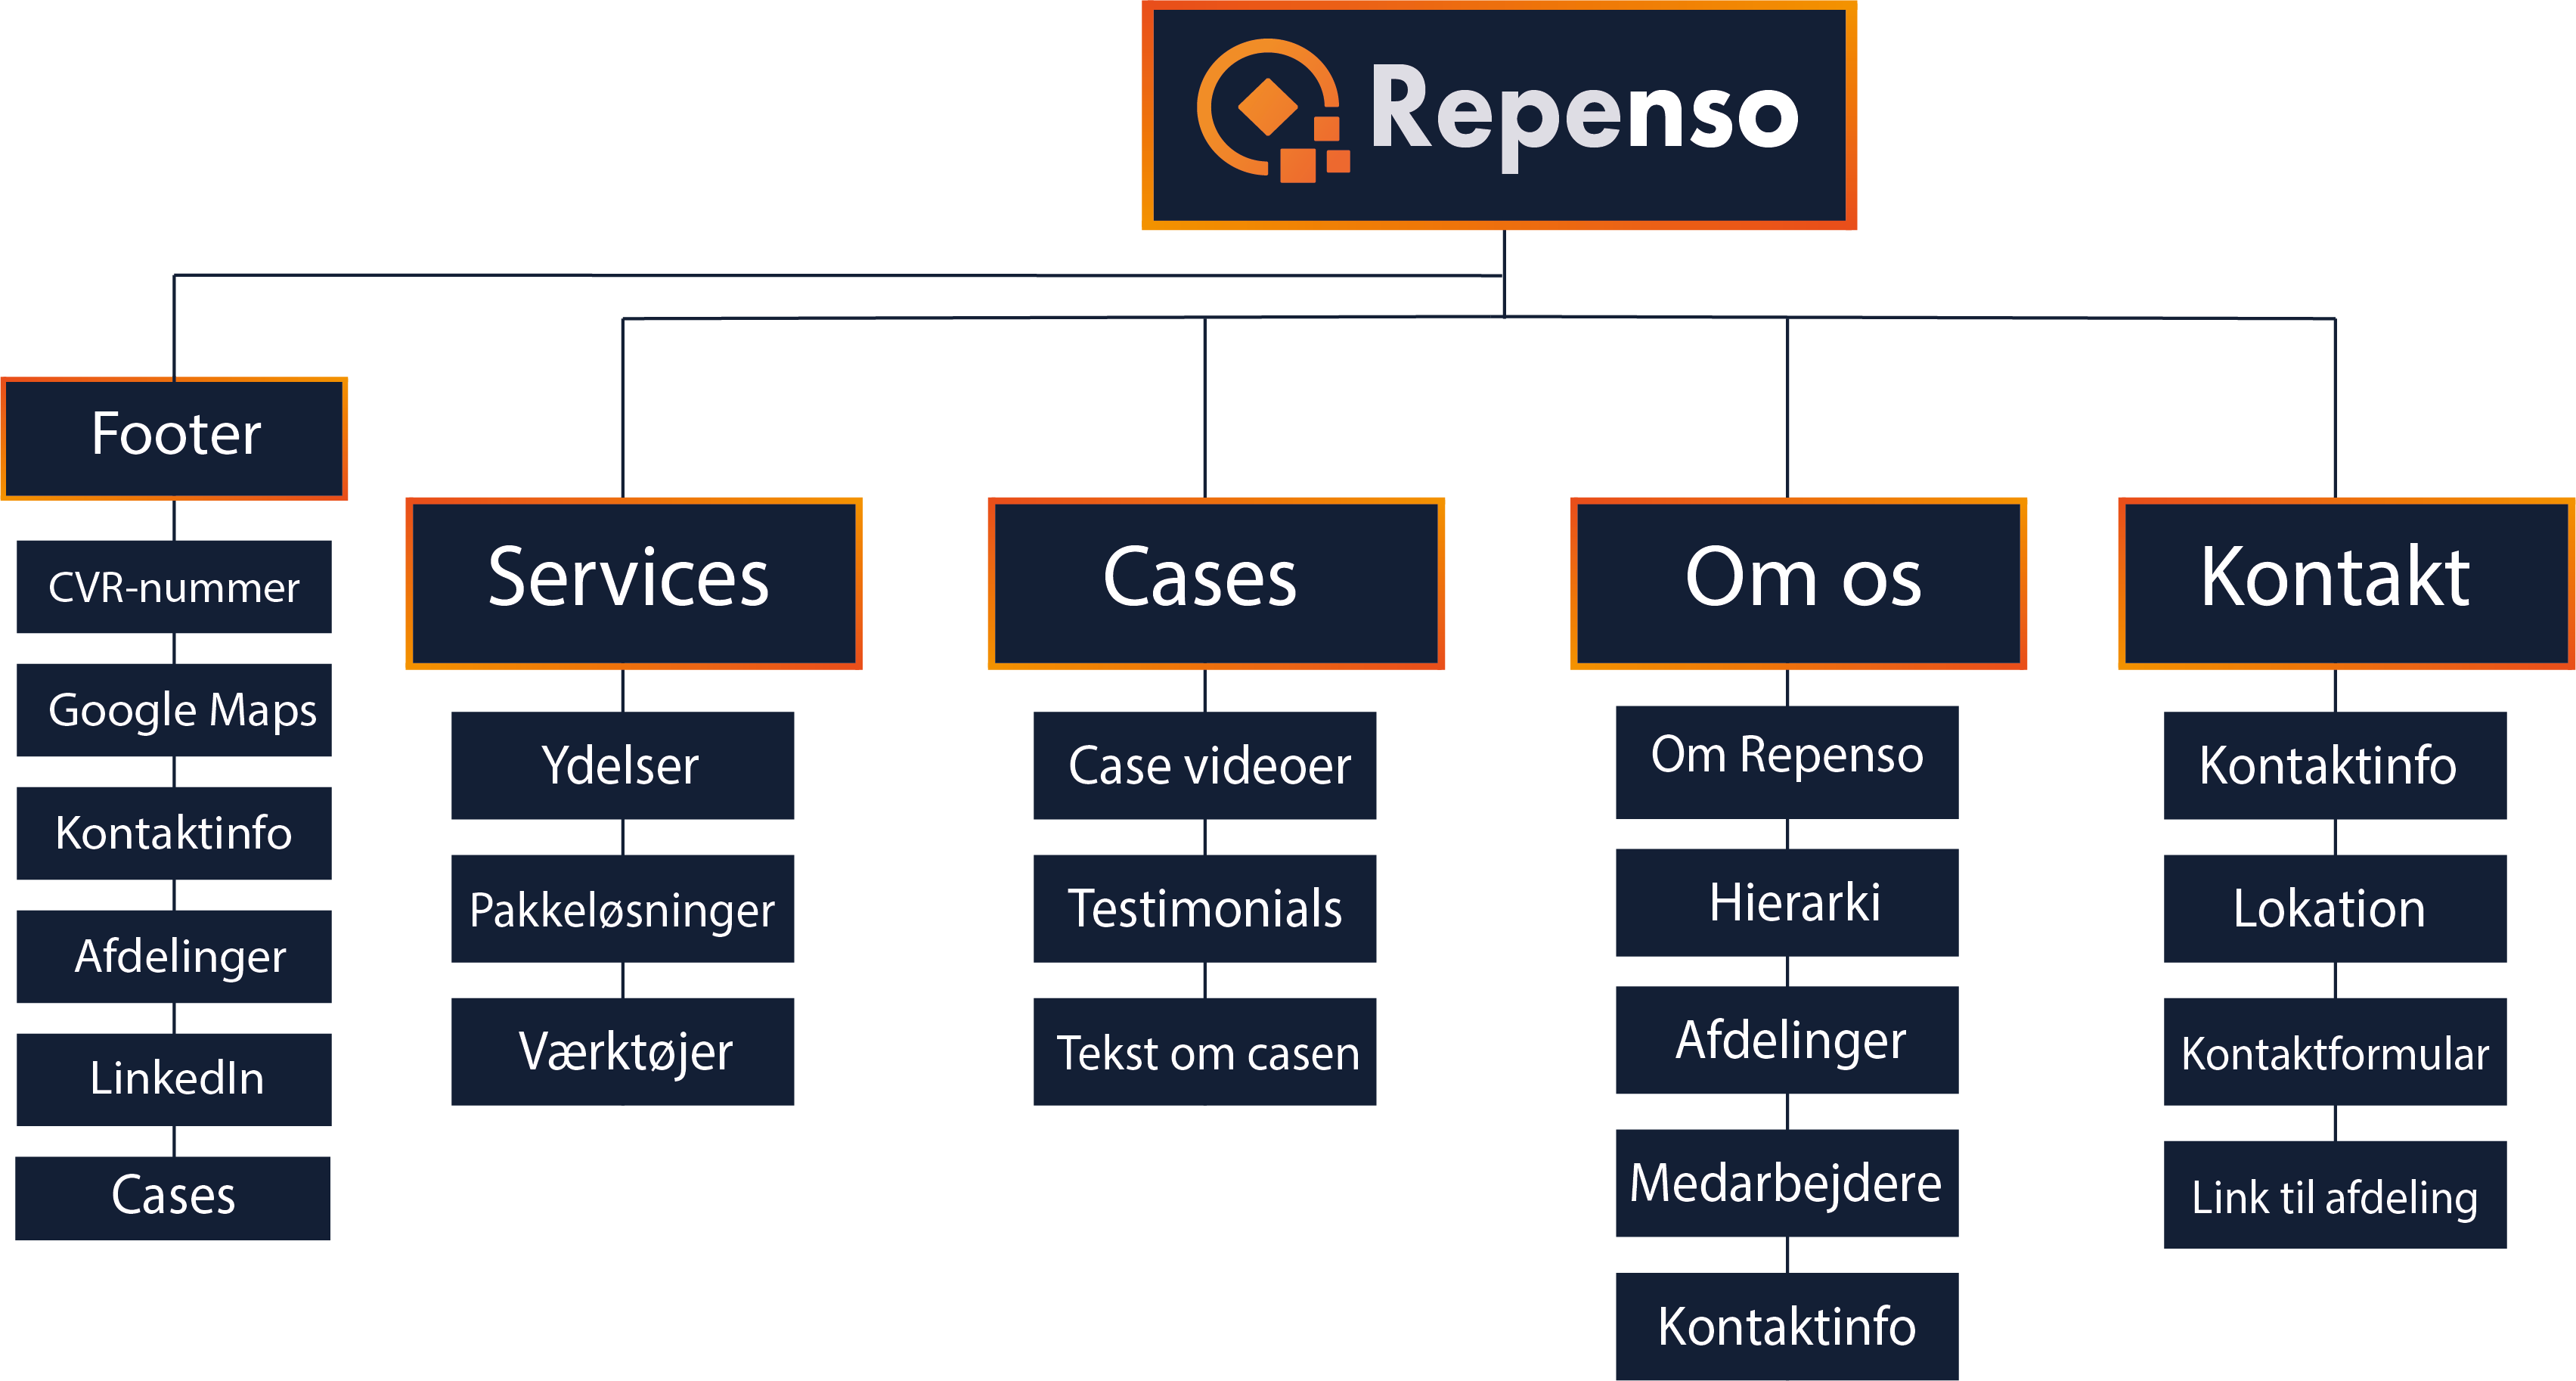 Repenso
Footer
CVR-nummer
Google Maps
Kontaktinfo
Afdelinger
LinkedIn
Cases
Services
Ydelser
Pakkeløsninger
Værktøjer
Cases
Case videoer
Testimonials
Tekst om casen
Om os
Om Repenso
Hierarki
Afdelinger
Medarbejdere
Kontaktinfo
Kontakt
Kontaktinfo
Lokation
Kontaktformular
Link til afdeling